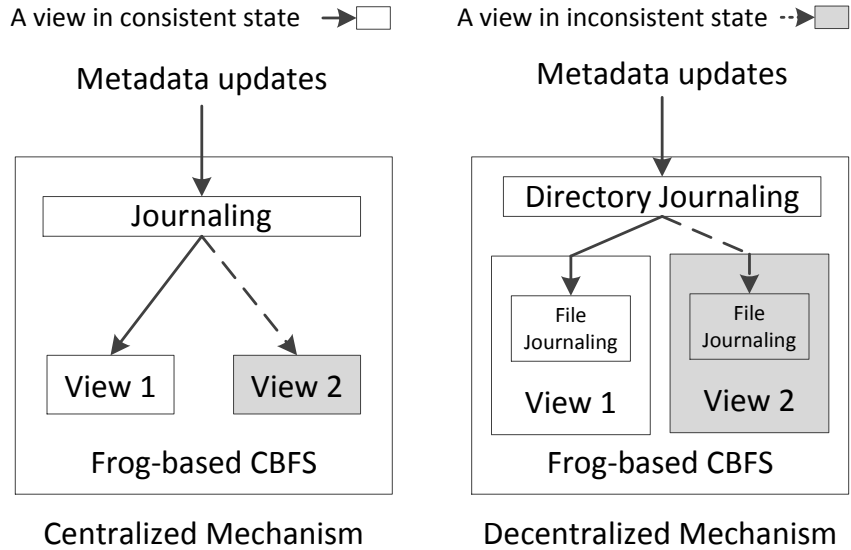 A view in consistent state
A view in inconsistent state
Metadata updates
Journaling
View 1
View 2
Frog-based CBFS
Centralized Mechanism
Metadata updates
Directory Journaling
File
Journaling
View 1
File
Journaling
View 2
Frog-based CBFS
Decentralized Mechanism